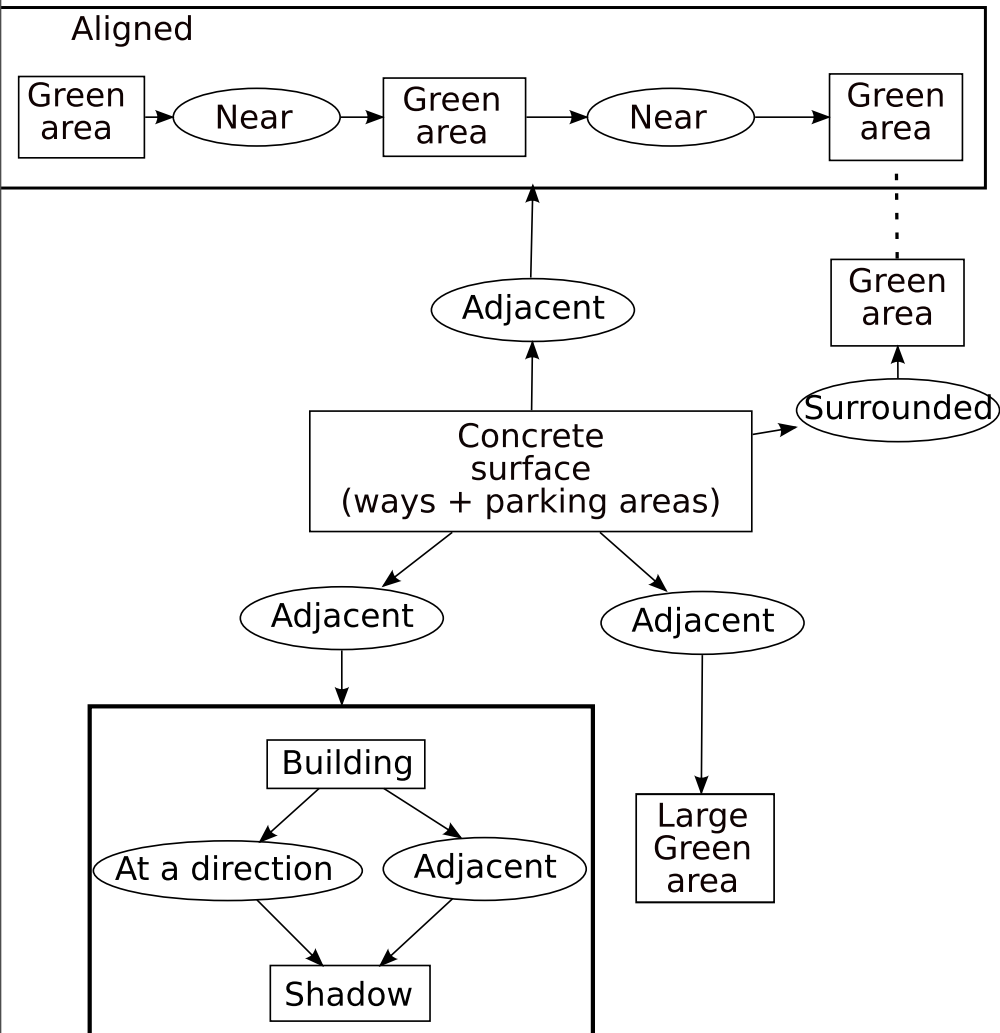 Aligned
Green
area
Near
Green
area
Near
Green
area
Adjacent
Green
area
Surrounded
Concrete
surface
(ways + parking areas)
Adjacent
Adjacent
Building
At a direction
Adjacent
Large
Green
area
Shadow